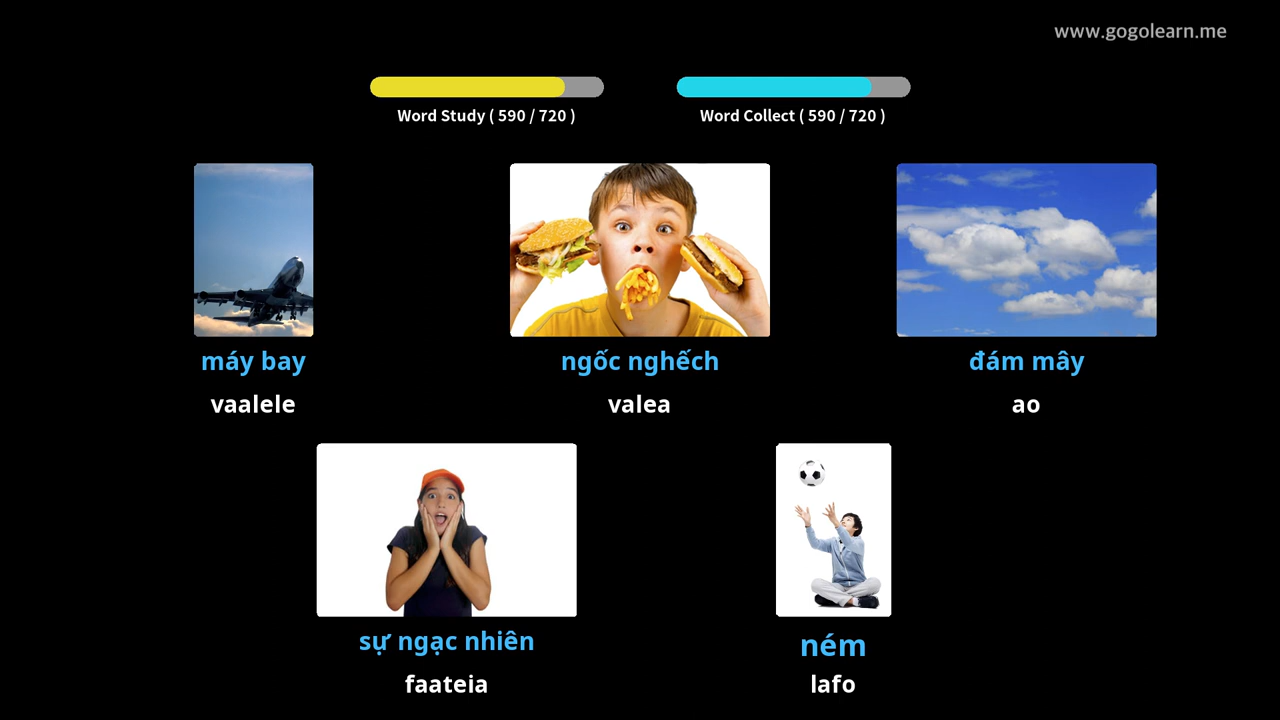 www.gogolearn.me
Word Study ( 590 / 720 )
Word Collect ( 590 / 720 )
máy bay
vaalele
ngốc nghếch
valea
đám mây
ao
sự ngạc nhiên
faateia
ném
lafo